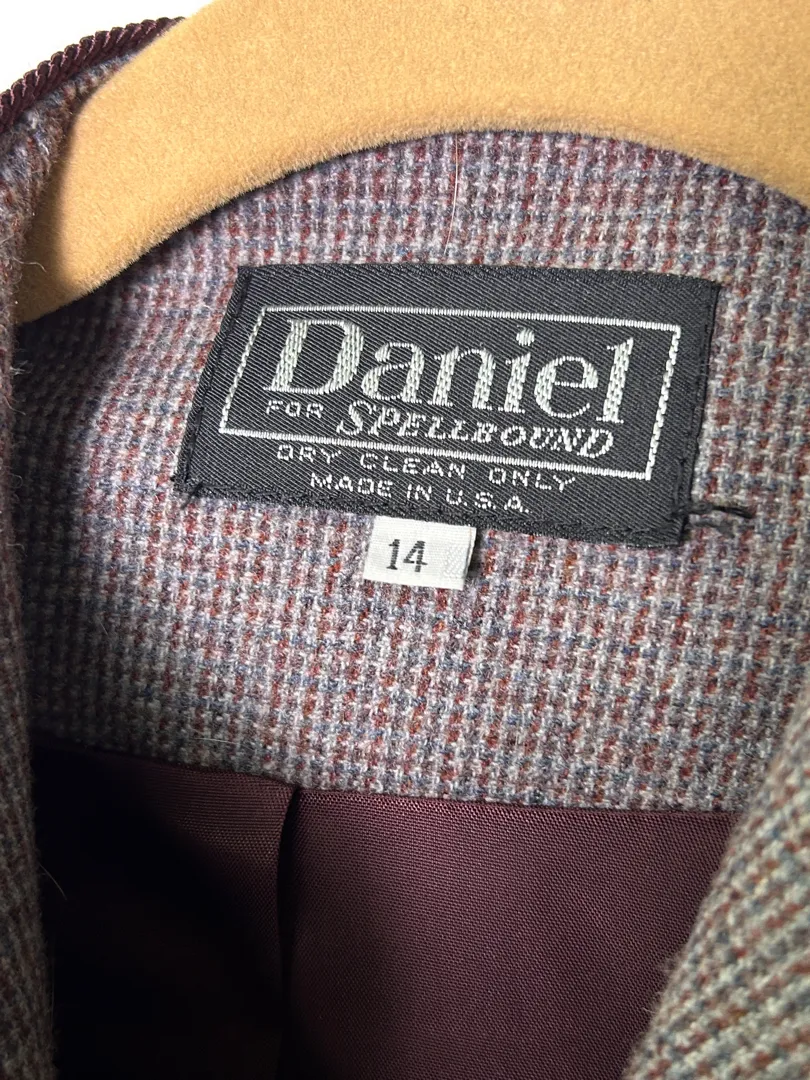 Daniel
FOR SPELLBOUND
DRY CLEAN ONLY
MADE IN U.S.A.
14